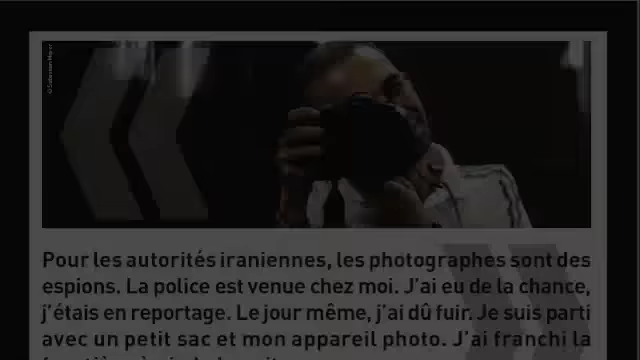 Pour les autorités iraniennes, les photographes sont des
espions. La police est venue chez moi. J'ai eu de la chance,
j'étais en reportage. Le jour même, j'ai dû fuir. Je suis parti
avec un petit sac et mon appareil photo. J'ai franchi la